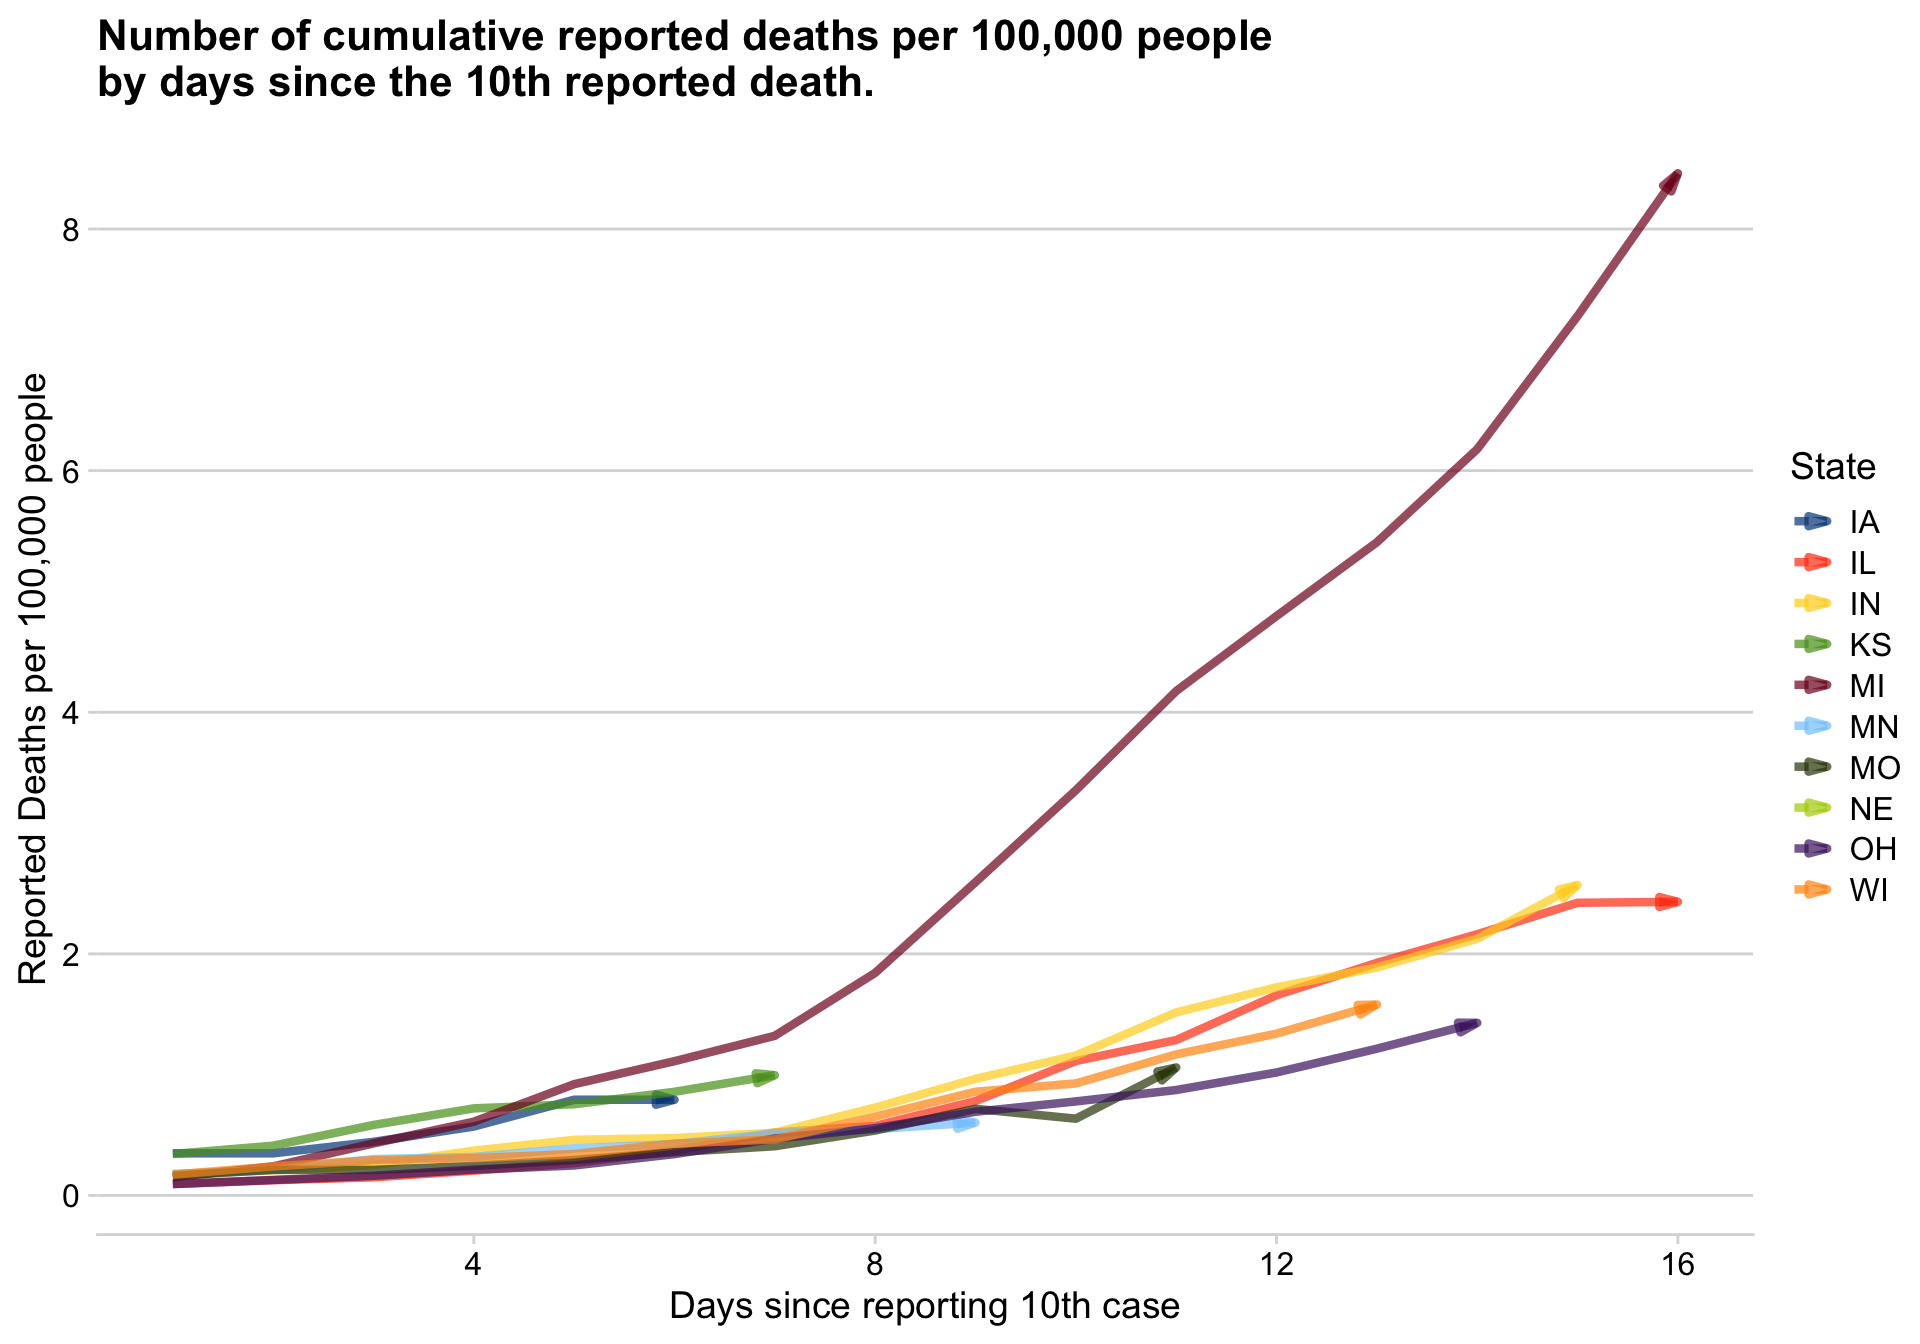 Number of cumulative reported deaths per 100,000 people
by days since the 10th reported death.
Reported Deaths per 100,000 people
8
6
4
2
0
4
8
12
16
Days since reporting 10th case
State
IA
IL
IN
KS
MI
MN
MO
NE
OH
WI